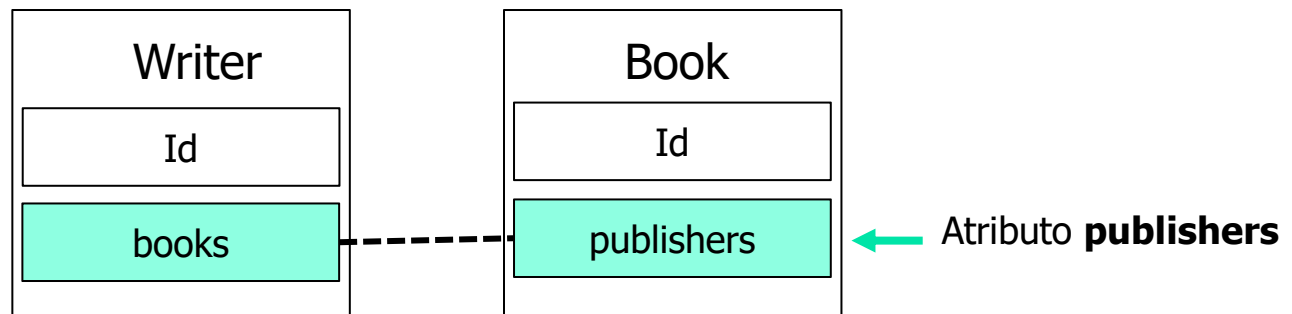 Writer
Id
books
Book
Id
publishers
Atributo publishers